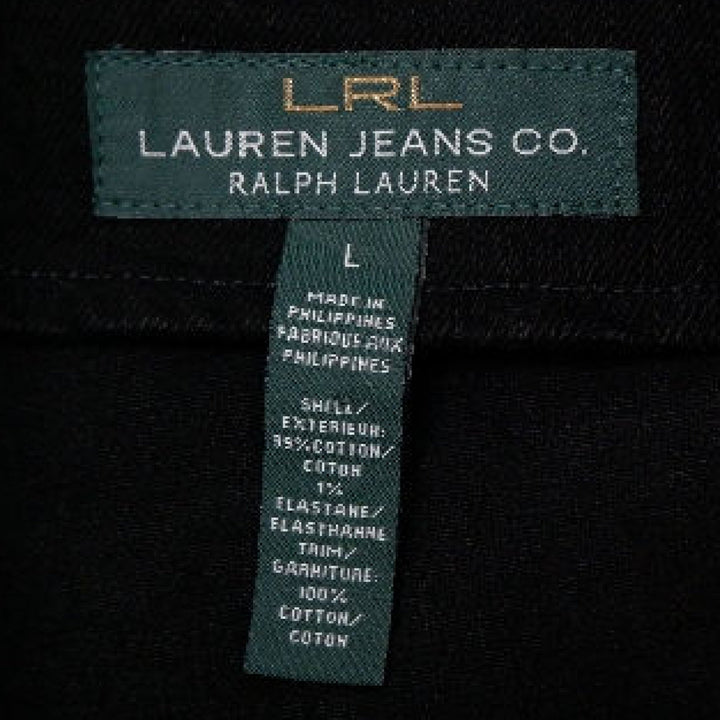 LRL
LAUREN JEANS CO.
RALPH LAUREN
L
MADE IN
PHILIPPINES
FABRIQUE AUX
PHILIPPINES
SHELL/
EXTERIEUR:
99% COTTON/
COTON
1%
ELASTANE/
ELASTHANNE
TRIM/
GARNITURE:
100%
COTTON/
COTON